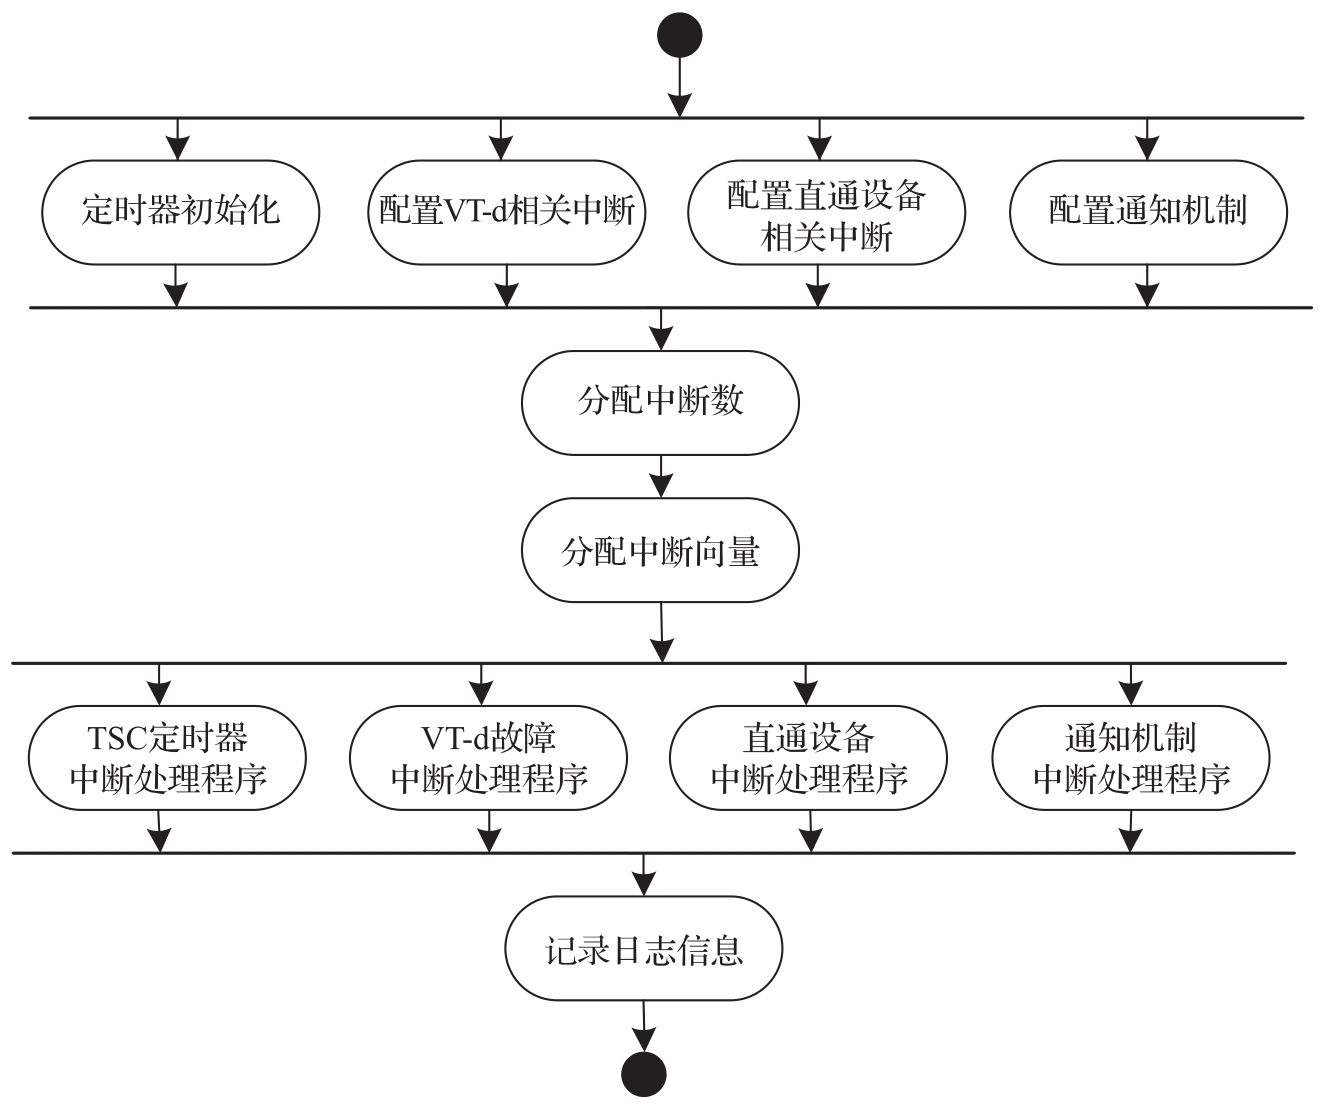 定时器初始化
配置VT-d相关中断
配置直通设备
相关中断
配置通知机制
分配中断数
分配中断向量
TSC定时器
中断处理程序
VT-d故障
中断处理程序
直通设备
中断处理程序
通知机制
中断处理程序
记录日志信息